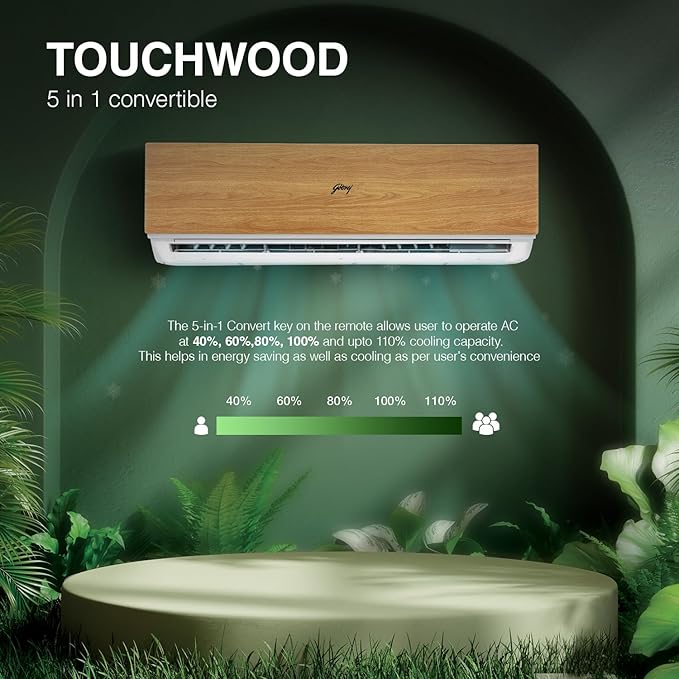 TOUCHWOOD
5 in 1 convertible
Godrej
The 5-in-1 Convert key on the remote allows user to operate AC
at 40%, 60%,80%, 100% and upto 110% cooling capacity.
This helps in energy saving as well as cooling as per user's convenience
40% 60% 80% 100% 110%